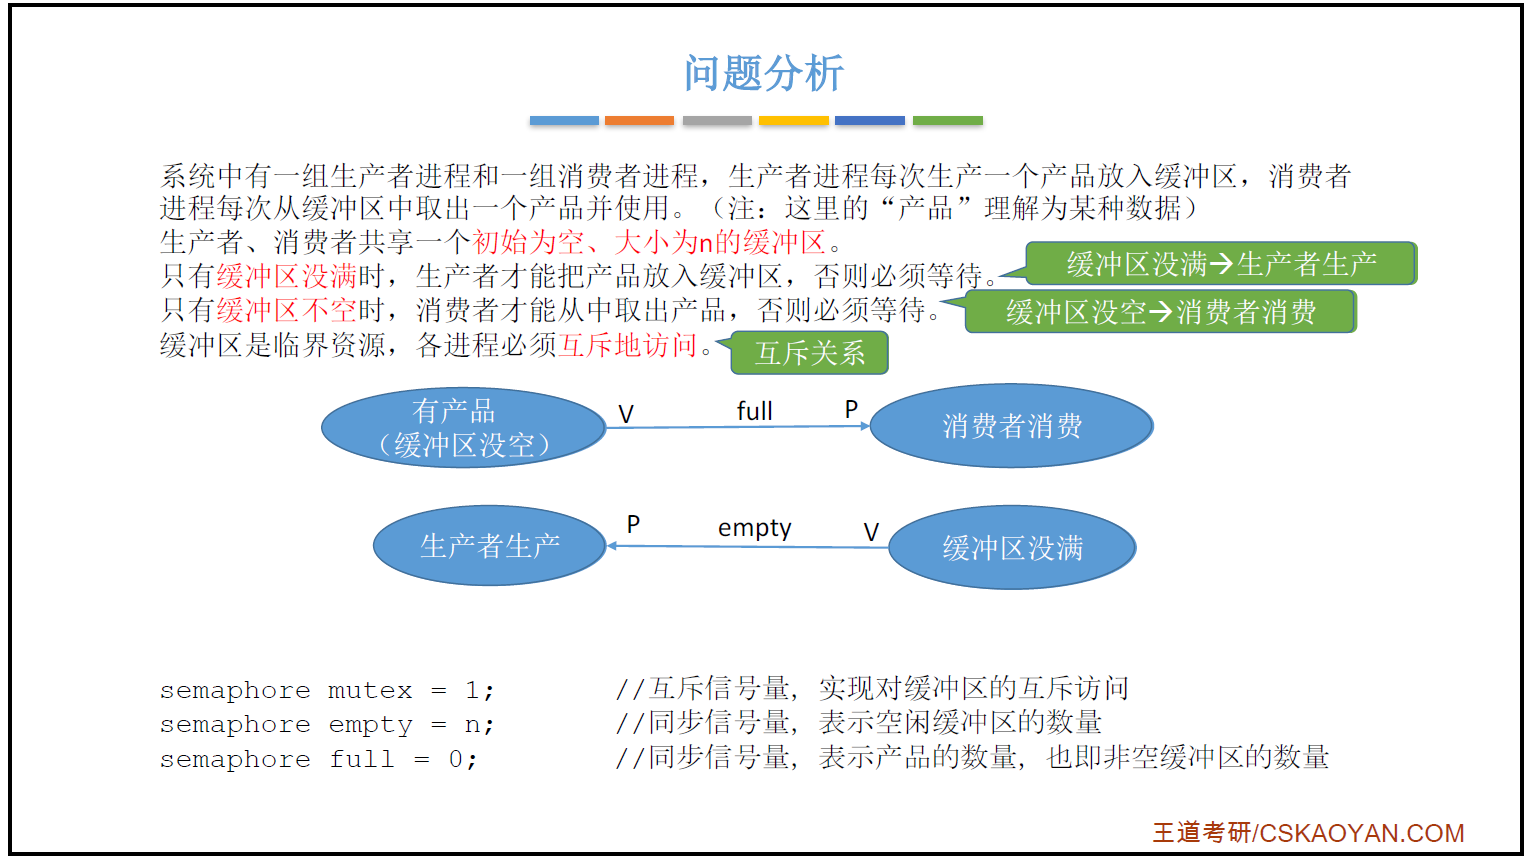 问题分析
系统中有一组生产者进程和一组消费者进程，生产者进程每次生产一个产品放入缓冲区，消费者
进程每次从缓冲区中取出一个产品并使用。（注：这里的“产品”理解为某种数据）
生产者、消费者共享一个初始为空、大小为n的缓冲区。
只有缓冲区没满时，生产者才能把产品放入缓冲区，否则必须等待。
缓冲区没满→生产者生产
只有缓冲区不空时，消费者才能从中取出产品，否则必须等待。
缓冲区没空→消费者消费
缓冲区是临界资源，各进程必须互斥地访问。
互斥关系
有产品
（缓冲区没空）
V full P
消费者消费
生产者生产
P empty V
缓冲区没满
semaphore mutex = 1; //互斥信号量，实现对缓冲区的互斥访问
semaphore empty = n; //同步信号量，表示空闲缓冲区的数量
semaphore full = 0; //同步信号量，表示产品的数量，也即非空缓冲区的数量
王道考研/CSKAOYAN.COM